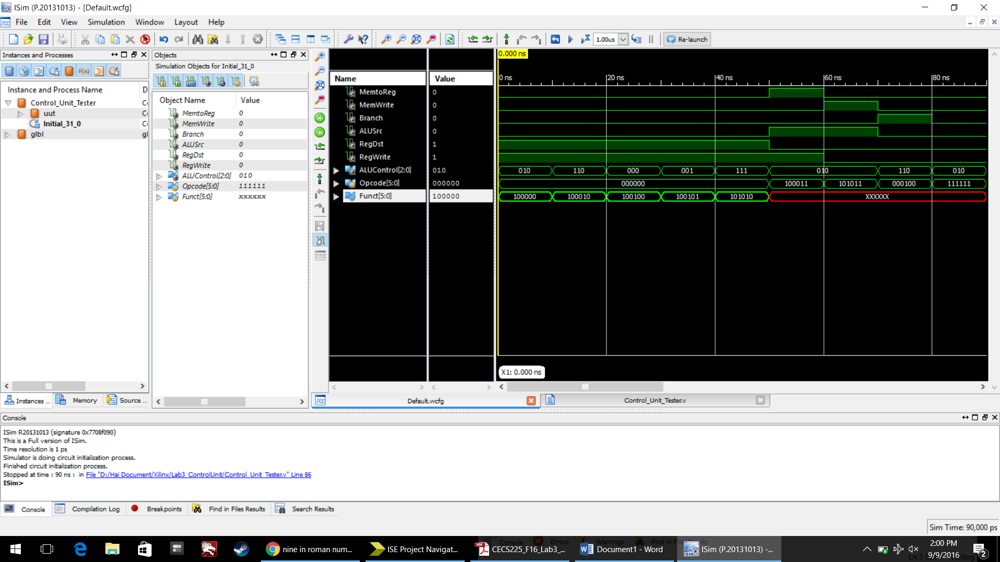 ISim (P.20131013) - [Default.wcfg]
File Edit View Simulation Window Layout Help
1.00us Re-launch
Instances and Processes
Instance and Process Name D
Control_Unit_Tester C
uut C
Initial_31_0 C
glbl gl
Instances ... Memory Source ...
Objects
Simulation Objects for Initial_31_0
Object Name Value
MemtoReg 0
MemWrite 0
Branch 0
ALUSrc 0
RegDst 0
RegWrite 0
ALUControl[2:0] 010
Opcode[5:0] 111111
Funct[5:0] xxxxxx
0.000 ns
Name Value
0 ns 20 ns 40 ns 60 ns 80 ns
MemtoReg 0
MemWrite 0
Branch 0
ALUSrc 0
RegDst 1
RegWrite 1
ALUControl[2:0] 010 010 110 000 001 111 010 110 010
Opcode[5:0] 000000 000000 100011 101011 000100 111111
Funct[5:0] 100000 100000 100010 100100 100101 101010 XXXXXX
X1: 0.000 ns
Default.wcfg Control_Unit_Tester.v
Console
ISim P.20131013 (signature 0x7708f090)
This is a Full version of ISim.
Time resolution is 1 ps
Simulator is doing circuit initialization process.
Finished circuit initialization process.
Stopped at time : 90 ns : in File "D:/Hai Document/Xilinx/Lab3_ControlUnit/Control_Unit_Tester.v" Line 86
ISim>
Console Compilation Log Breakpoints Find in Files Results Search Results
Sim Time: 90,000 ps
nine in roman num... ISE Project Navigat... CECS225_F16_Lab3_... Document1 - Word ISim (P.20131013) -...
2:00 PM
9/9/2016
2